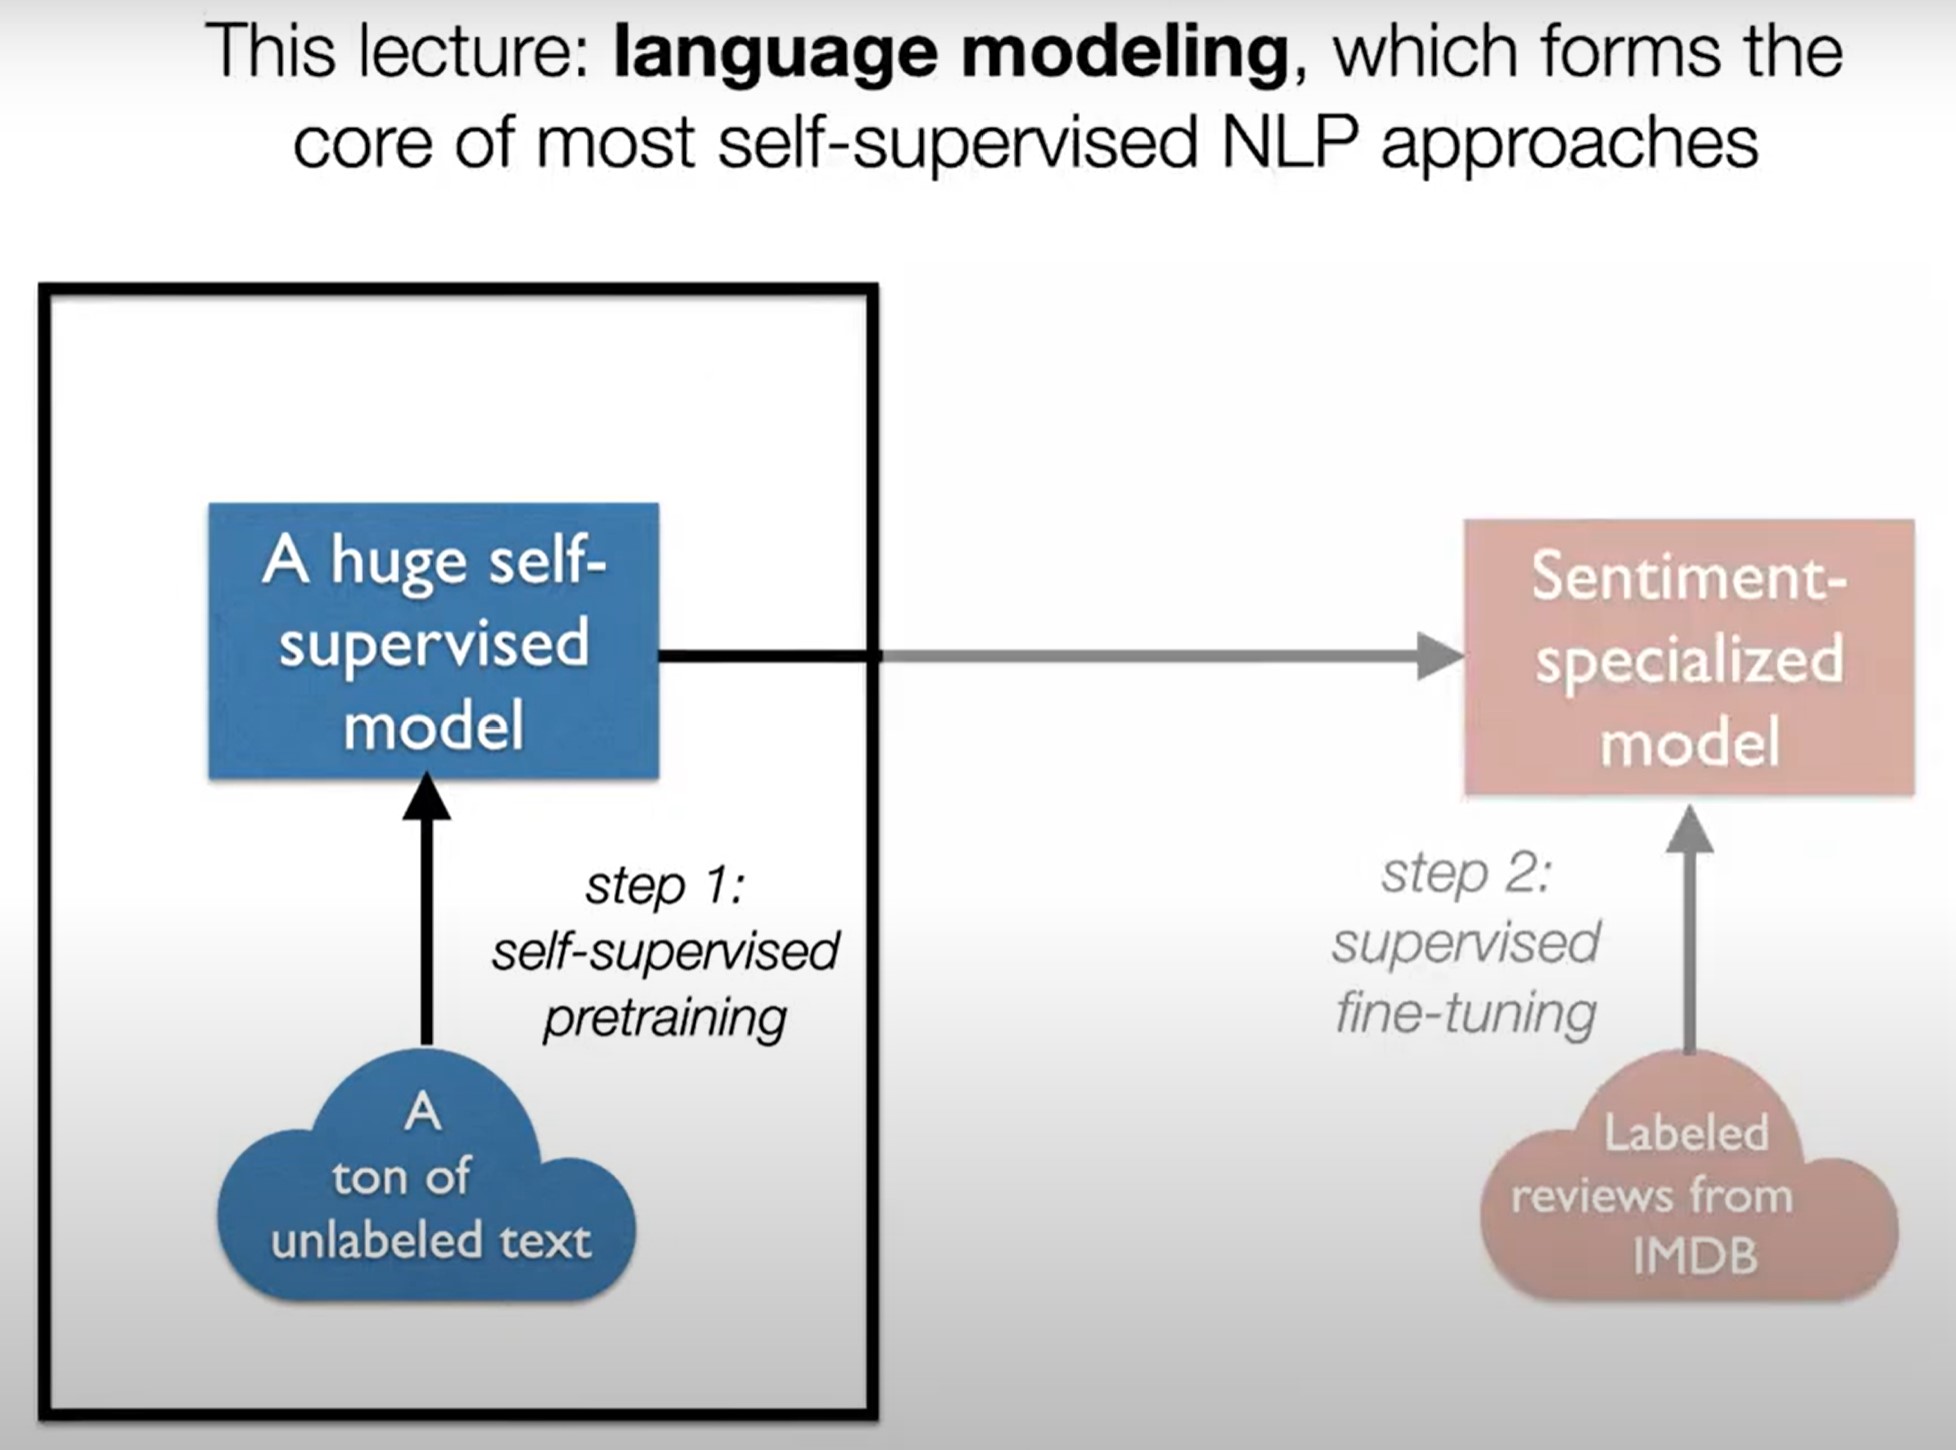 This lecture: language modeling, which forms the
core of most self-supervised NLP approaches
A huge self-
supervised
model
step 1:
self-supervised
pretraining
A
ton of
unlabeled text
Sentiment-
specialized
model
step 2:
supervised
fine-tuning
Labeled
reviews from
IMDB